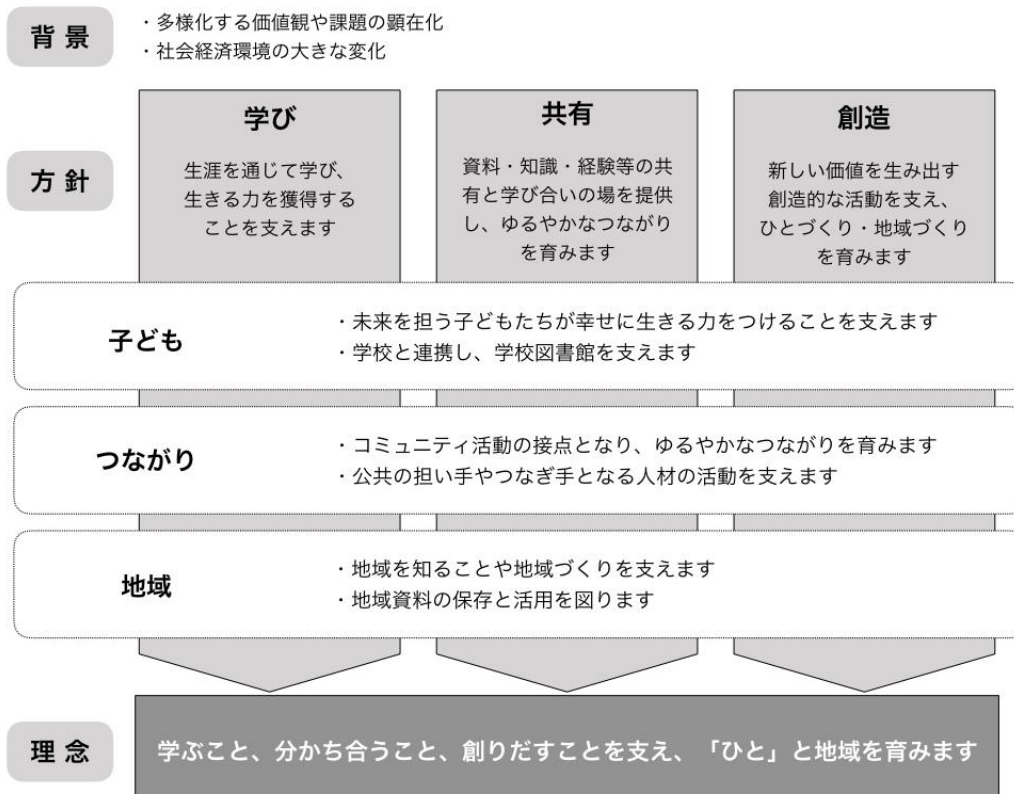 背景
・多様化する価値観や課題の顕在化
・社会経済環境の大きな変化
方針
学び
生涯を通じて学び、
生きる力を獲得する
ことを支えます
共有
資料・知識・経験等の共
有と学び合いの場を提供
し、ゆるやかなつながり
を育みます
創造
新しい価値を生み出す
創造的な活動を支え、
ひとづくり・地域づくり
を育みます
子ども
・未来を担う子どもたちが幸せに生きる力をつけることを支えます
・学校と連携し、学校図書館を支えます
つながり
・コミュニティ活動の接点となり、ゆるやかなつながりを育みます
・公共の担い手やつなぎ手となる人材の活動を支えます
地域
・地域を知ることや地域づくりを支えます
・地域資料の保存と活用を図ります
理念
学ぶこと、分かち合うこと、創りだすことを支え、「ひと」と地域を育みます